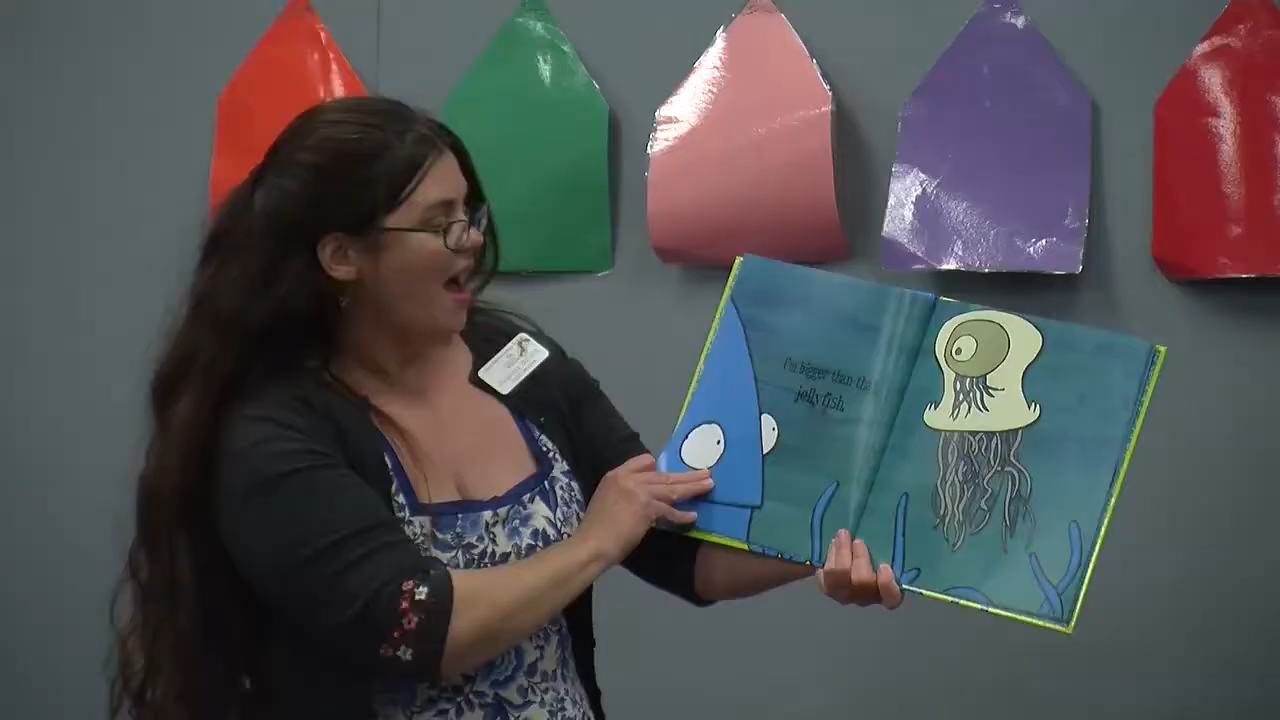 I'm bigger than the
jellyfish.